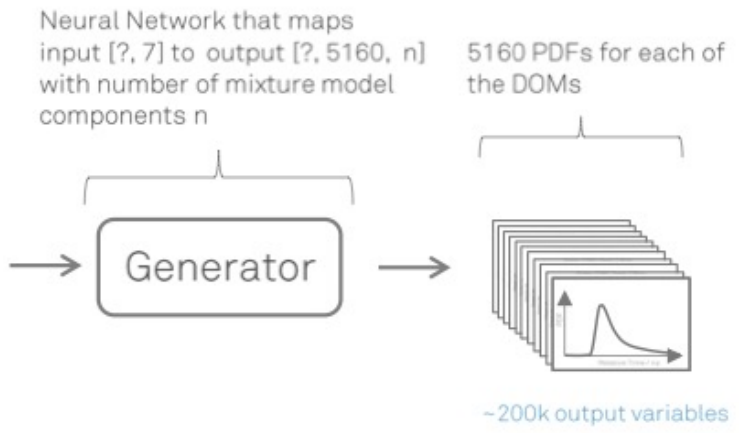 Neural Network that maps
input [?, 7] to output [?, 5160, n]
with number of mixture model
components n
5160 PDFs for each of
the DOMs
Generator
~200k output variables